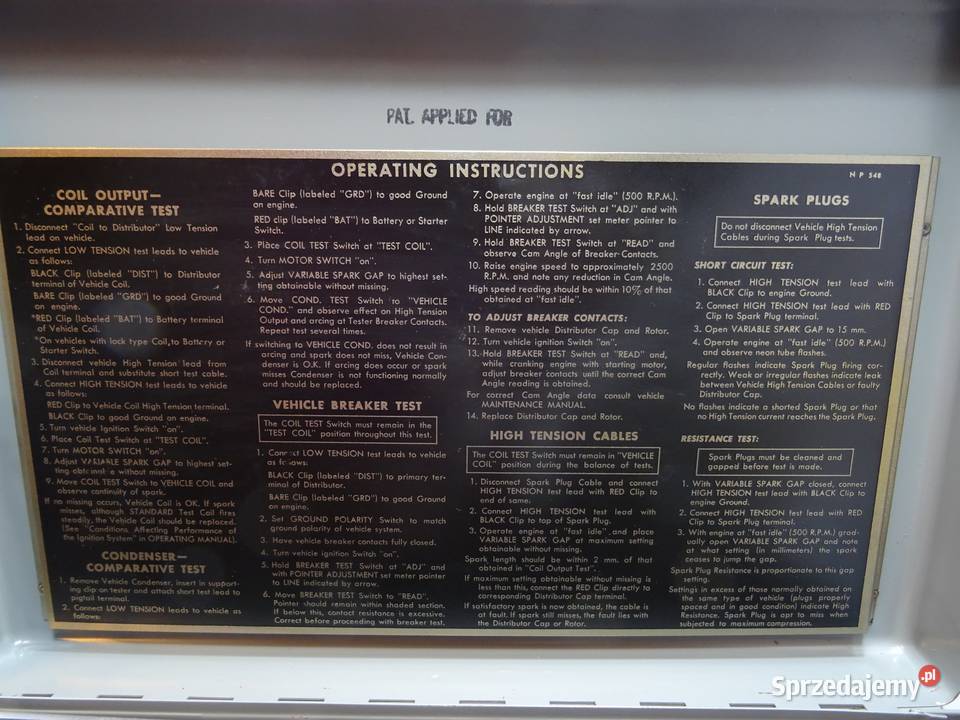 PAT. APPLIED FOR
OPERATING INSTRUCTIONS
N P 548
COIL OUTPUT—
COMPARATIVE TEST
1. Disconnect "Coil to Distributor" Low Tension
lead on vehicle.
2. Connect LOW TENSION test leads to vehicle
as follows:
BLACK Clip (labeled "DIST") to Distributor
terminal of Vehicle Coil.
BARE Clip (labeled "GRD") to good Ground
on engine.
*RED Clip (labeled "BAT") to Battery terminal
of Vehicle Coil.
*On vehicles with lock type Coil, to Battery or
Starter Switch.
3. Disconnect vehicle High Tension lead from
Coil terminal and substitute short test cable.
4. Connect HIGH TENSION test leads to vehicle
as follows:
RED Clip to Vehicle Coil High Tension terminal.
BLACK Clip to good Ground on engine.
5. Turn vehicle Ignition Switch "on".
6. Place Coil Test Switch at "TEST COIL".
7. Turn MOTOR SWITCH "on".
8. Adjust VARIABLE SPARK GAP to highest set-
ting obtainable without missing.
9. Move COIL TEST Switch to VEHICLE COIL and
observe continuity of spark.
If no missing occurs, Vehicle Coil is OK. If spark
misses, although STANDARD Test Coil fires
steadily, the Vehicle Coil should be replaced.
(See "Conditions Affecting Performance of
the Ignition System" in OPERATING MANUAL).
CONDENSER—
COMPARATIVE TEST
1. Remove Vehicle Condenser, insert in support-
ing clip on tester and attach short test lead to
pigtail terminal.
2. Connect LOW TENSION leads to vehicle as
follows:
BARE Clip (labeled "GRD") to good Ground
on engine.
RED clip (labeled "BAT") to Battery or Starter
Switch.
3. Place COIL TEST Switch at "TEST COIL".
4. Turn MOTOR SWITCH "on".
5. Adjust VARIABLE SPARK GAP to highest set-
ting obtainable without missing.
6. Move COND. TEST Switch to "VEHICLE
COND." and observe effect on High Tension
Output and arcing at Tester Breaker Contacts.
Repeat test several times.
If switching to VEHICLE COND. does not result in
arcing and spark does not miss, Vehicle Con-
denser is O.K. If arcing does occur or spark
misses Condenser is not functioning normally
and should be replaced.
VEHICLE BREAKER TEST
The COIL TEST Switch must remain in the
"TEST COIL" position throughout this test.
1. Connect LOW TENSION test leads to vehicle
as follows:
BLACK Clip (labeled "DIST") to primary ter-
minal of Distributor.
BARE Clip (labeled "GRD") to good Ground
on engine.
2. Set GROUND POLARITY Switch to match
ground polarity of vehicle system.
3. Have vehicle breaker contacts fully closed.
4. Turn vehicle ignition Switch "on".
5. Hold BREAKER TEST Switch at "ADJ" and
with POINTER ADJUSTMENT set meter pointer
to LINE indicated by arrow.
6. Move BREAKER TEST Switch to "READ".
Pointer should remain within shaded section.
If below this, contact resistance is excessive.
Correct before proceeding with breaker test.
7. Operate engine at "fast idle" (500 R.P.M.).
8. Hold BREAKER TEST Switch at "ADJ" and with
POINTER ADJUSTMENT set meter pointer to
LINE indicated by arrow.
9. Hold BREAKER TEST Switch at "READ" and
observe Cam Angle of Breaker Contacts.
10. Raise engine speed to approximately 2500
R.P.M. and note any reduction in Cam Angle.
High speed reading should be within 10% of that
obtained at "fast idle".
TO ADJUST BREAKER CONTACTS:
11. Remove vehicle Distributor Cap and Rotor.
12. Turn vehicle ignition Switch "on".
13. Hold BREAKER TEST Switch at "READ" and,
while cranking engine with starting motor,
adjust breaker contacts until the correct Cam
Angle reading is obtained.
For correct Cam Angle data consult vehicle
MAINTENANCE MANUAL.
14. Replace Distributor Cap and Rotor.
HIGH TENSION CABLES
The COIL TEST Switch must remain in "VEHICLE
COIL" position during the balance of tests.
1. Disconnect Spark Plug Cable and connect
HIGH TENSION test lead with RED Clip to
end of same.
2. Connect HIGH TENSION test lead with
BLACK Clip to top of Spark Plug.
3. Operate engine at "fast idle" and place
VARIABLE SPARK GAP at maximum setting
obtainable without missing.
Spark length should be within 2 mm. of that
obtained in "Coil Output Test".
If maximum setting obtainable without missing is
less than this, connect the RED Clip directly to
corresponding Distributor Cap terminal.
If satisfactory spark is now obtained, the cable is
at fault. If spark still misses, the fault lies with
the Distributor Cap or Rotor.
SPARK PLUGS
Do not disconnect Vehicle High Tension
Cables during Spark Plug tests.
SHORT CIRCUIT TEST:
1. Connect HIGH TENSION test lead with
BLACK Clip to engine Ground.
2. Connect HIGH TENSION test lead with RED
Clip to Spark Plug terminal.
3. Open VARIABLE SPARK GAP to 15 mm.
4. Operate engine at "fast idle" (500 R.P.M.)
and observe neon tube flashes.
Regular flashes indicate Spark Plug firing cor-
rectly. Weak or irregular flashes indicate leak
between Vehicle High Tension Cables or faulty
Distributor Cap.
No flashes indicate a shorted Spark Plug or that
no High Tension current reaches the Spark Plug.
RESISTANCE TEST:
Spark Plugs must be cleaned and
gapped before test is made.
1. With VARIABLE SPARK GAP closed, connect
HIGH TENSION test lead with BLACK Clip to
engine Ground.
2. Connect HIGH TENSION test lead with RED
Clip to Spark Plug terminal.
3. With engine at "fast idle" (500 R.P.M.) grad-
ually open VARIABLE SPARK GAP and note
at what setting (in millimeters) the spark
ceases to jump the gap.
Spark Plug Resistance is proportionate to this gap
setting.
Settings in excess of those normally obtained on
the same type of vehicle (plugs properly
spaced and in good condition) indicate High
Resistance. Spark Plug is apt to miss when
subjected to maximum compression.
Sprzedajemy.pl